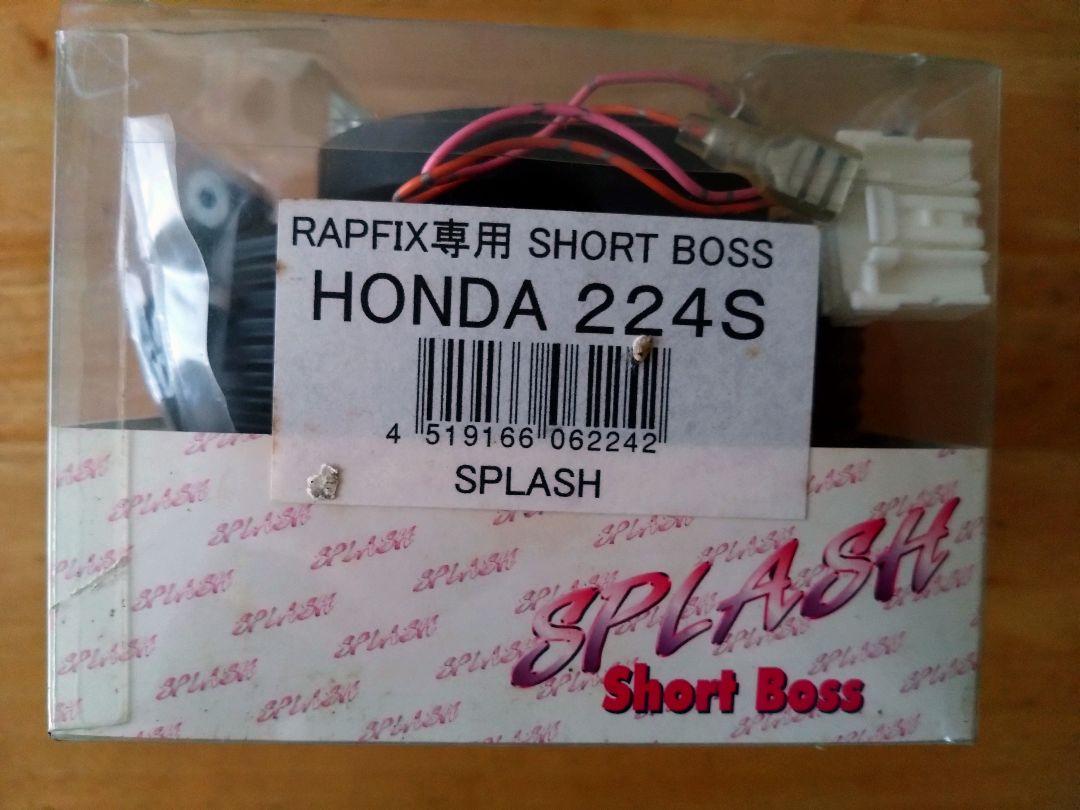 RAPFIX専用 SHORT BOSS
HONDA 224S
4 519166 062242
SPLASH
SPLASH
Short Boss